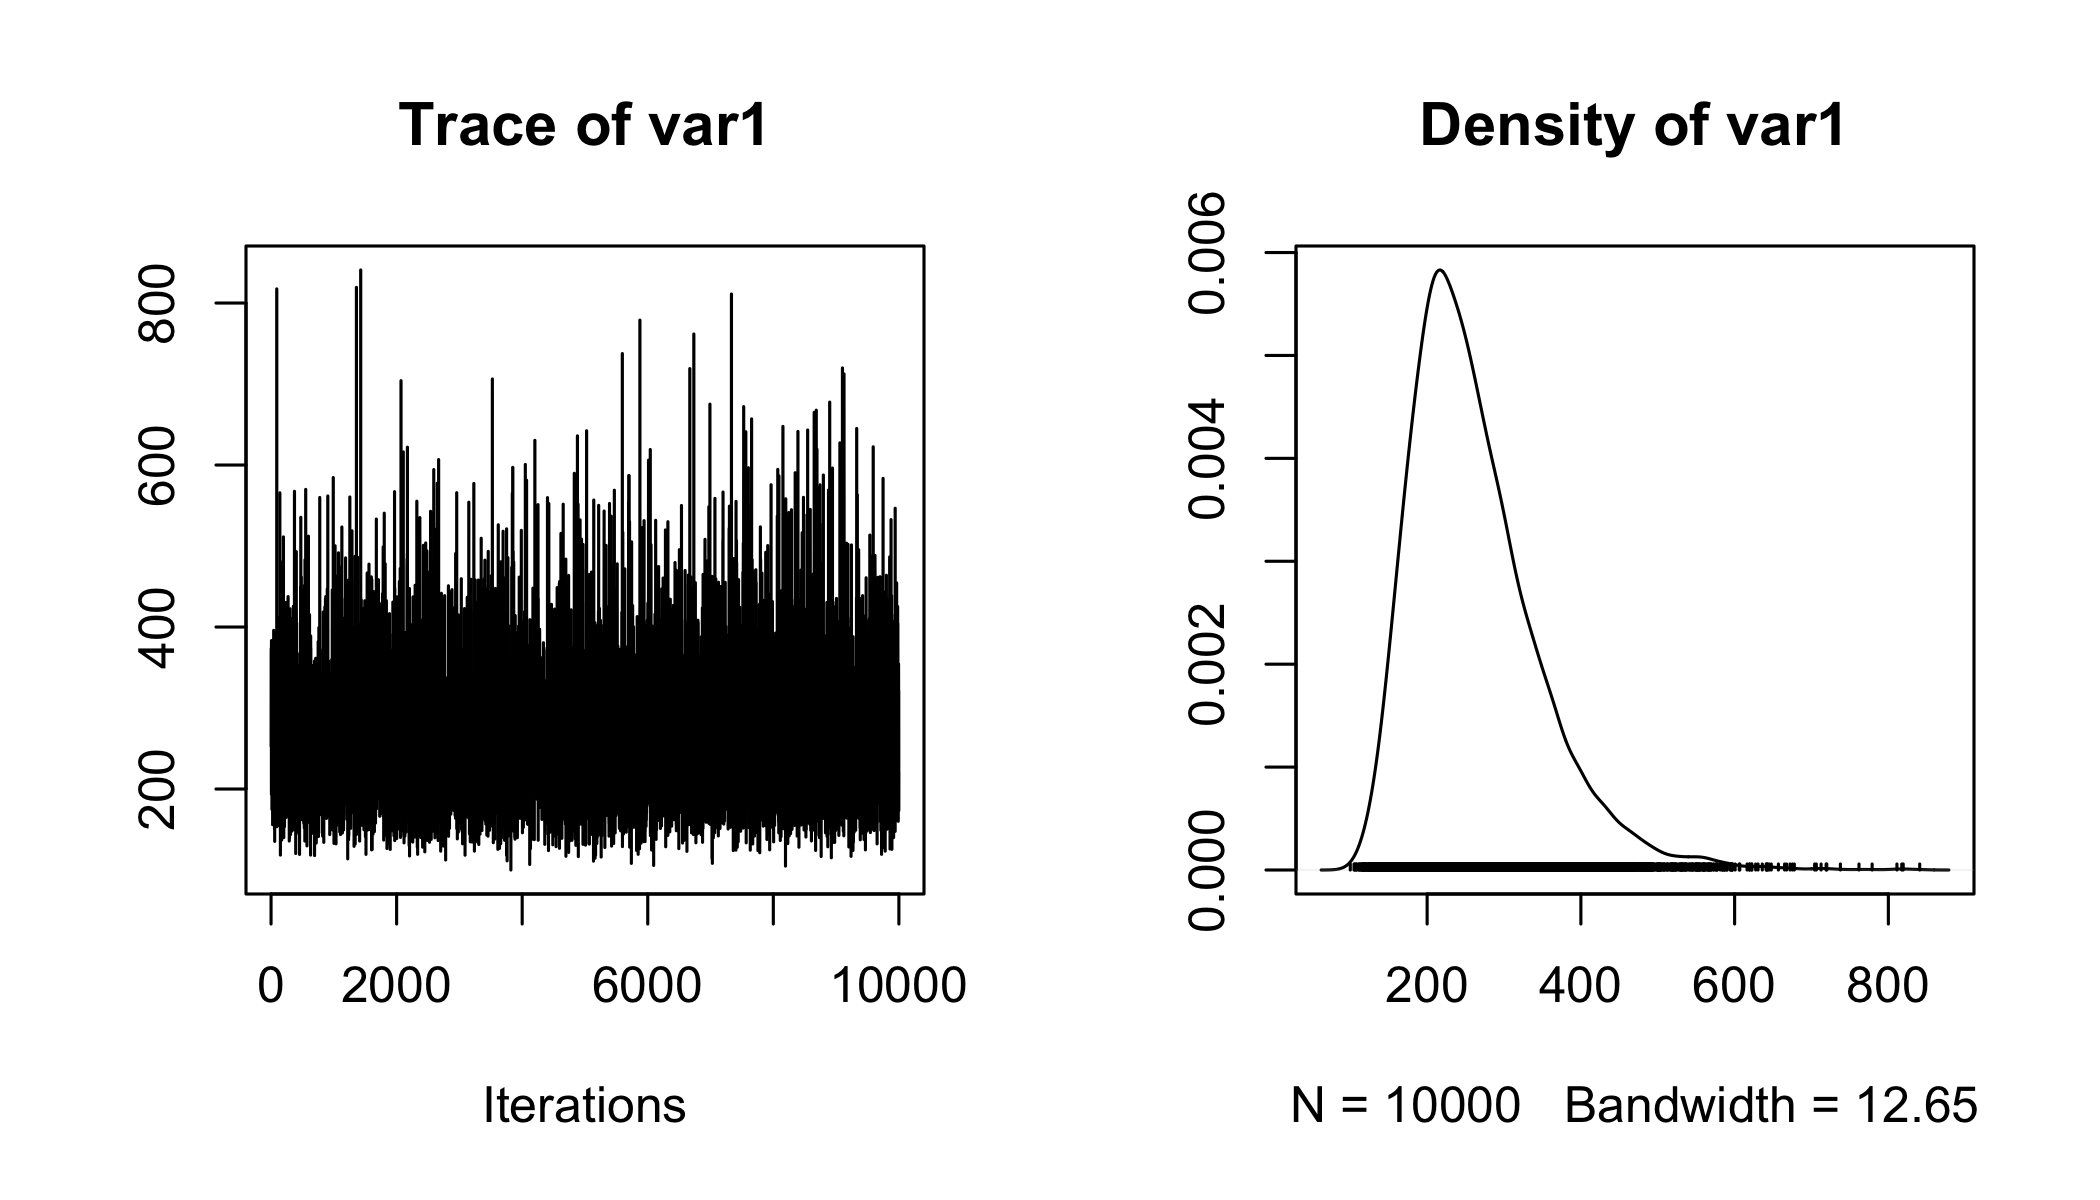 Trace of var1
800
600
400
200
0 2000 6000 10000
Iterations
Density of var1
0.006
0.004
0.002
0.000
200 400 600 800
N = 10000 Bandwidth = 12.65